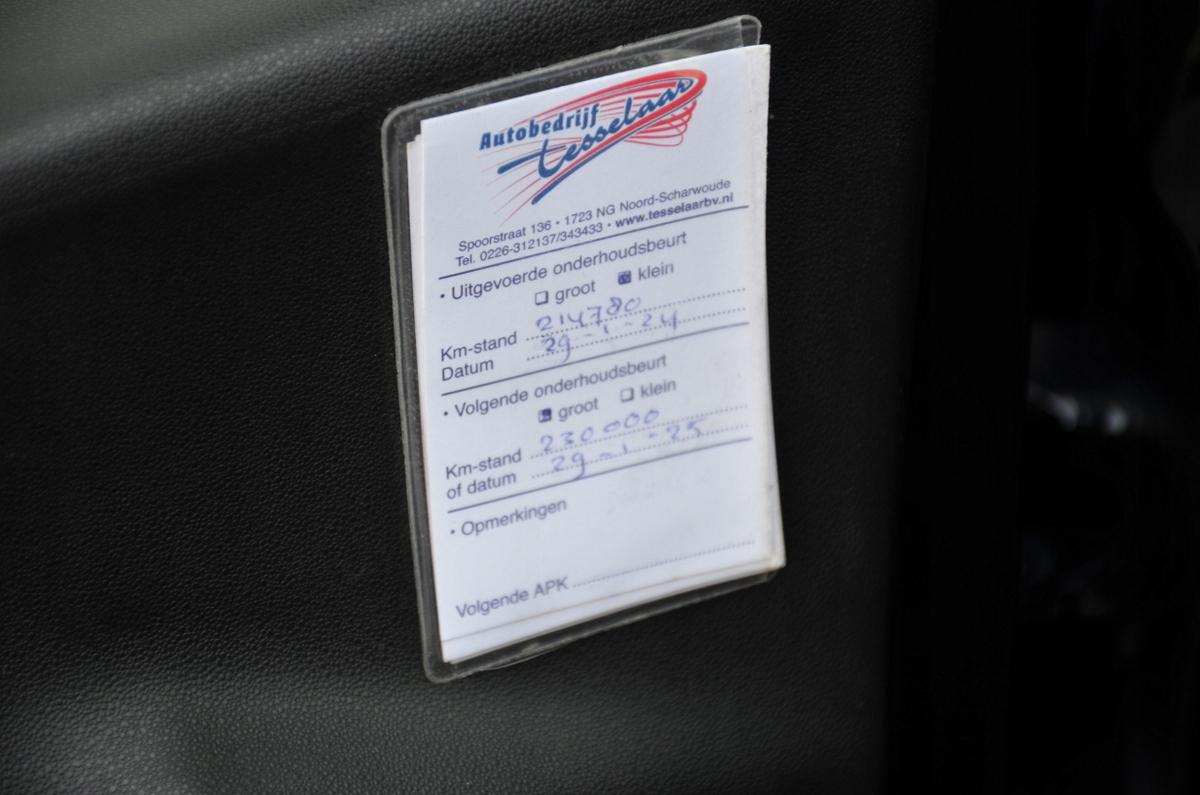 Autobedrijf
tesselaar
Spoorstraat 136 • 1723 NG Noord-Scharwoude
Tel. 0226-312137/343433 • www.tesselaarbv.nl
• Uitgevoerde onderhoudsbeurt
groot klein
Km-stand 214780
Datum 29-1-24
• Volgende onderhoudsbeurt
groot klein
Km-stand 230000
of datum 29-1-25
• Opmerkingen
Volgende APK